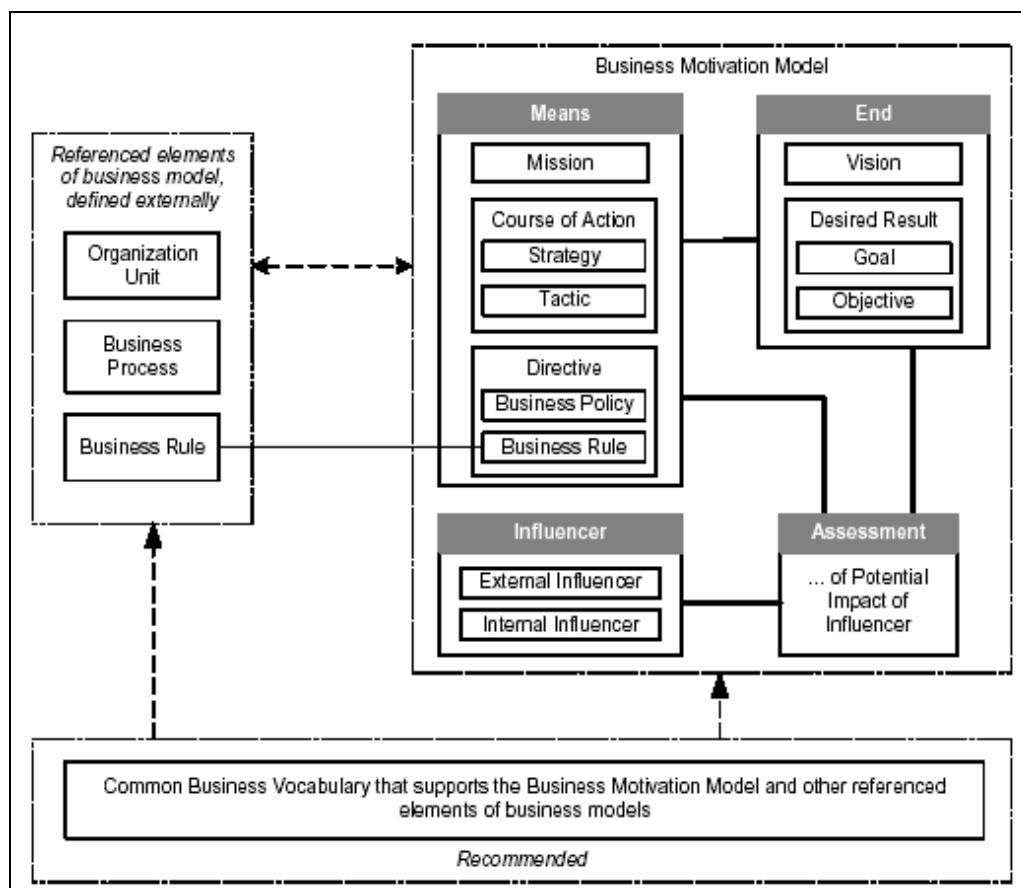 Business Motivation Model
Means
Mission
Course of Action
Strategy
Tactic
Directive
Business Policy
Business Rule
End
Vision
Desired Result
Goal
Objective
Referenced elements
of business model,
defined externally
Organization
Unit
Business
Process
Business Rule
Influencer
External Influencer
Internal Influencer
Assessment
... of Potential
Impact of
Influencer
Common Business Vocabulary that supports the Business Motivation Model and other referenced
elements of business models
Recommended